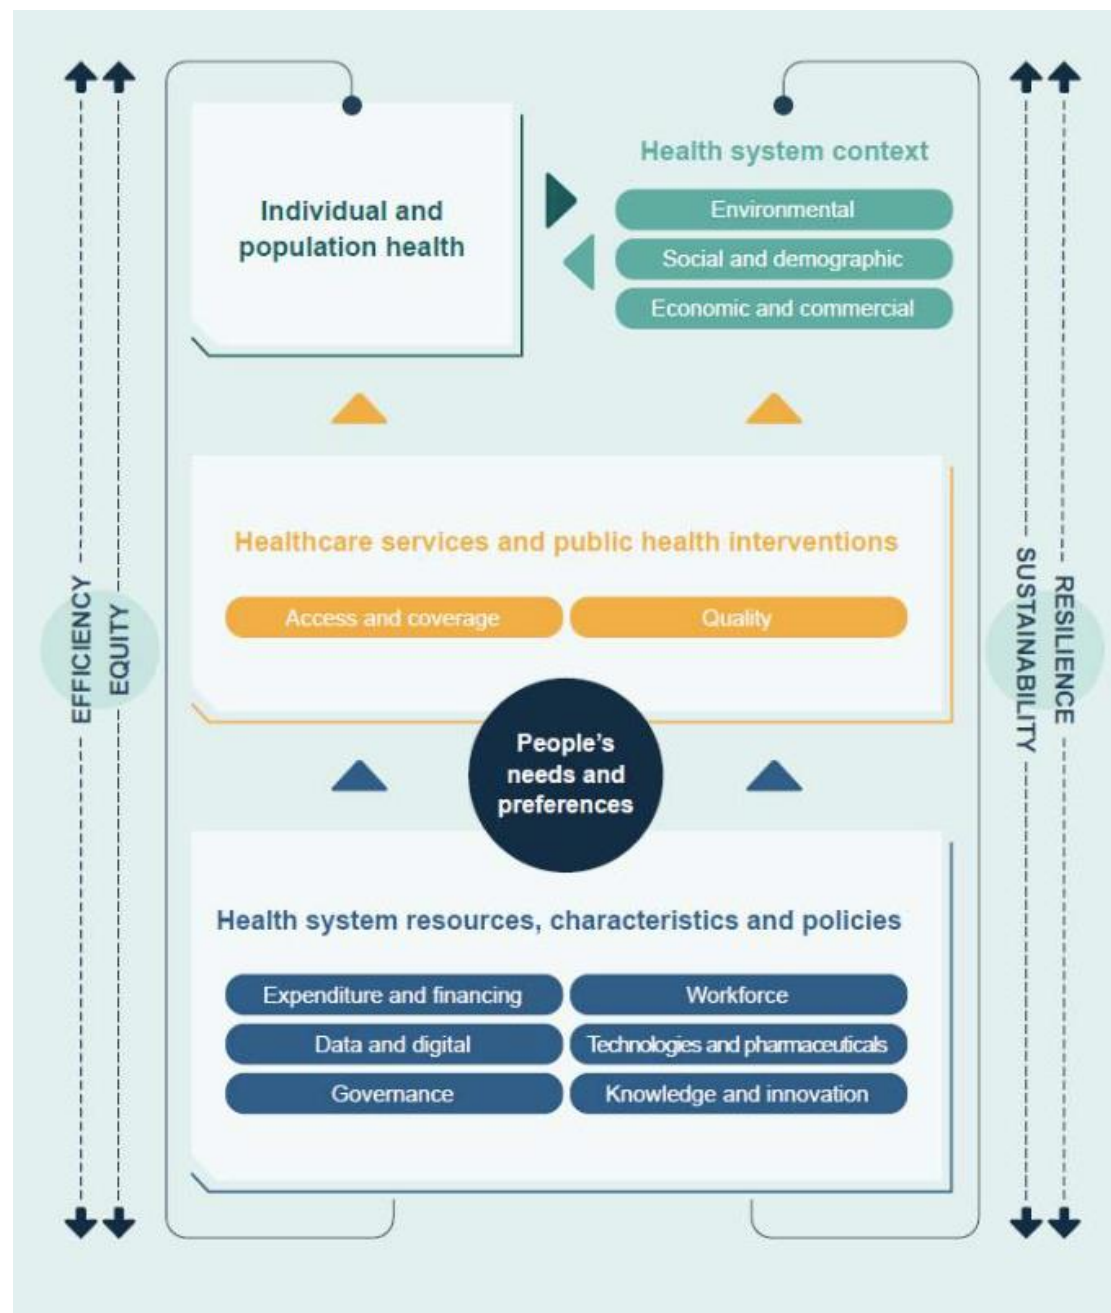 Individual and
population health
Health system context
Environmental
Social and demographic
Economic and commercial
Healthcare services and public health interventions
Access and coverage
Quality
EFFICIENCY
EQUITY
SUSTAINABILITY
RESILIENCE
People's
needs and
preferences
Health system resources, characteristics and policies
Expenditure and financing
Workforce
Data and digital
Technologies and pharmaceuticals
Governance
Knowledge and innovation